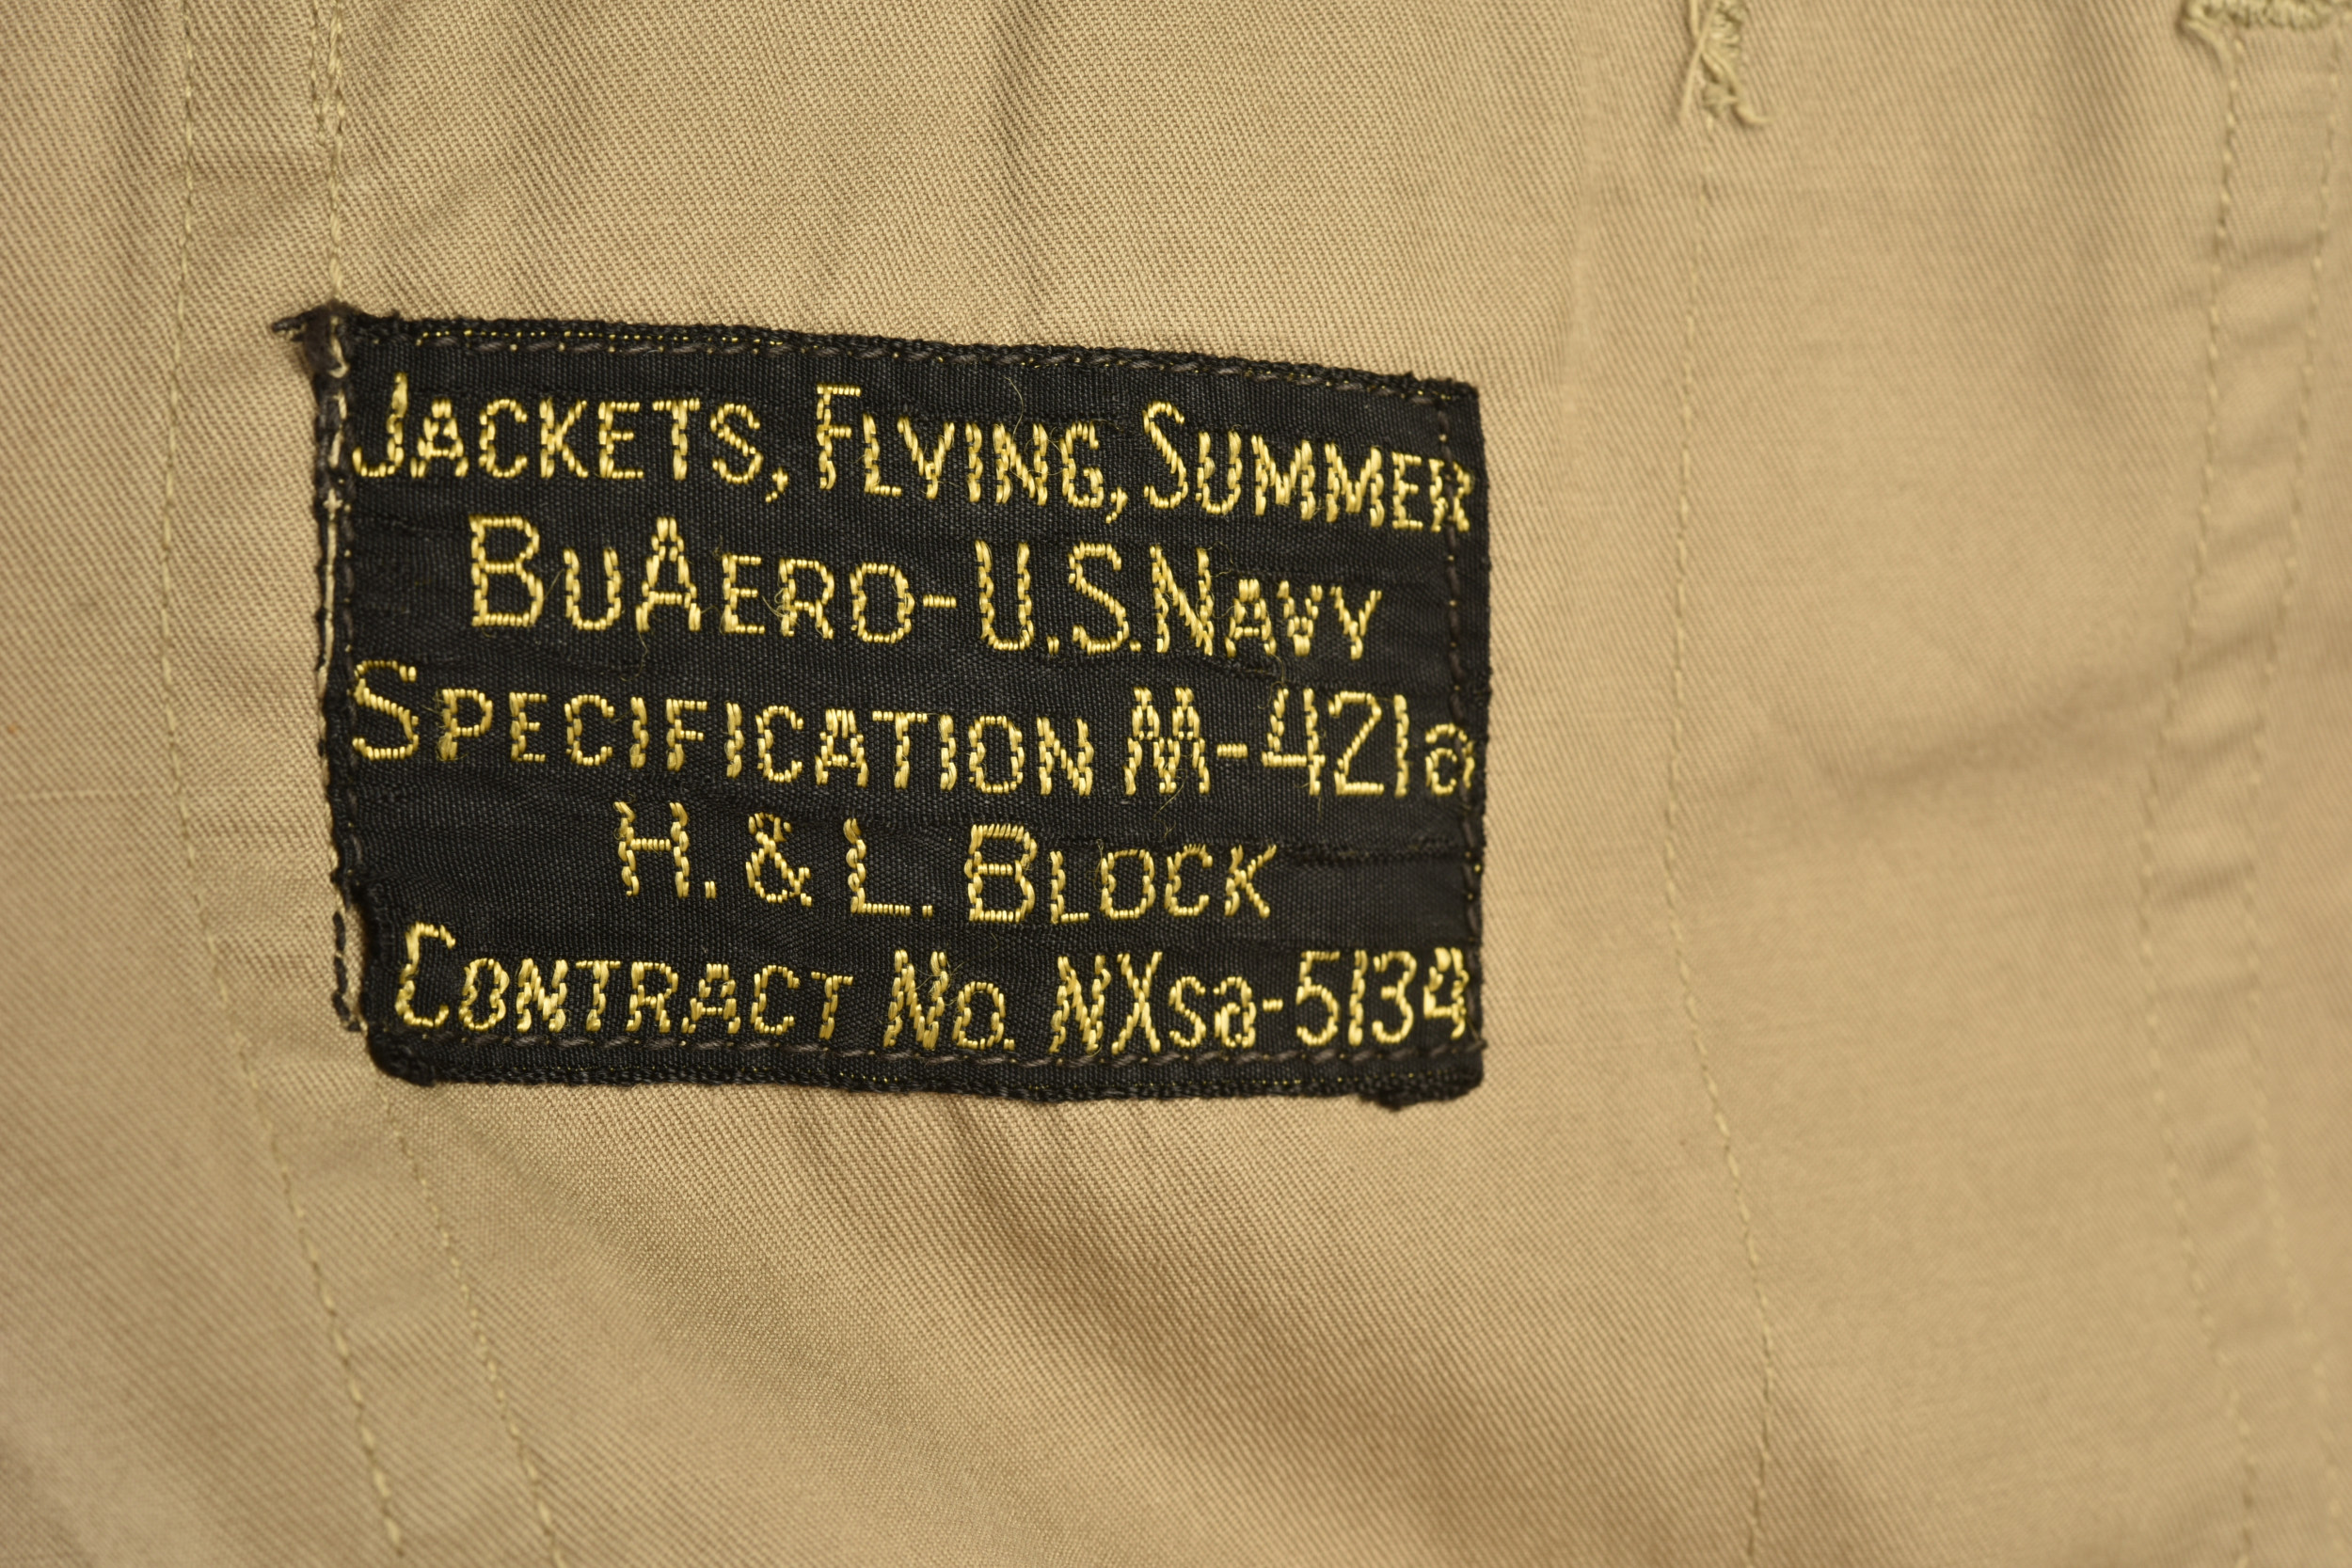 Jackets, Flying, Summer
BuAero-U.S.Navy
Specification M-421a
H. & L. Block
Contract No. NXsa-5134